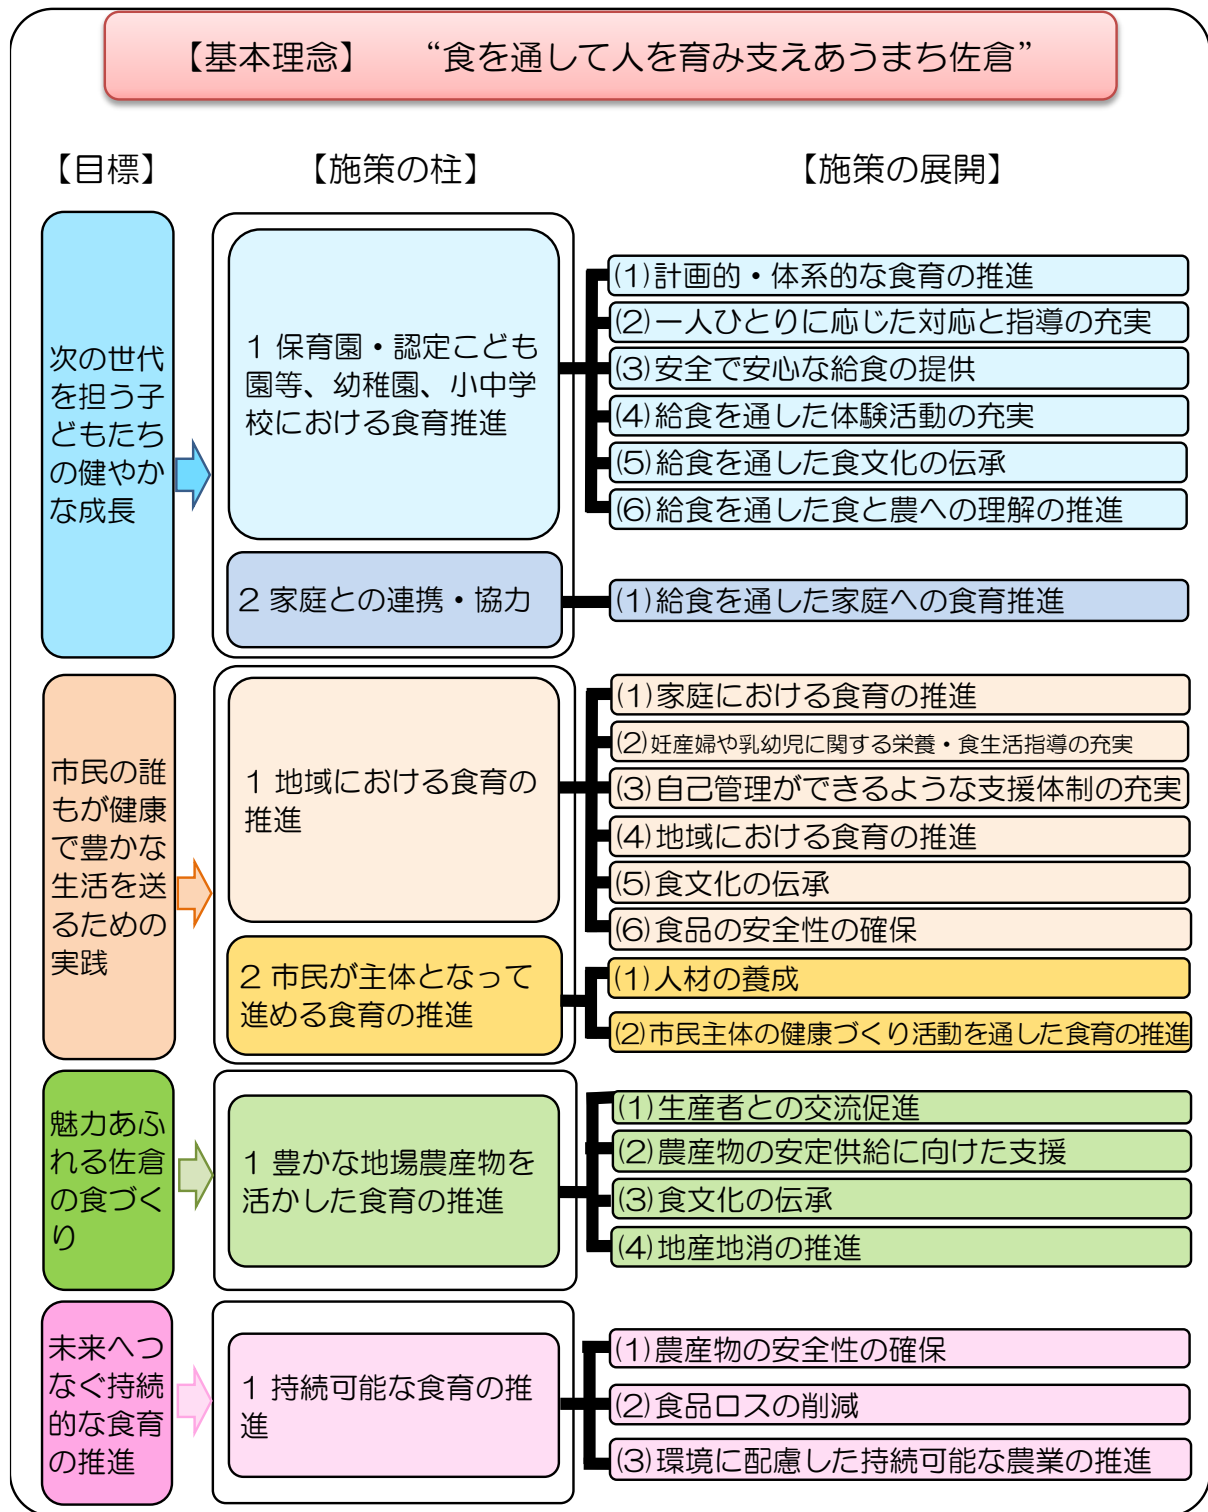 【基本理念】　“食を通して人を育み支えあうまち佐倉”
【目標】
【施策の柱】
【施策の展開】
次の世代
を担う子
どもたち
の健やか
な成長
1 保育園・認定こども
園等、幼稚園、小中学
校における食育推進
(1)計画的・体系的な食育の推進
(2)一人ひとりに応じた対応と指導の充実
(3)安全で安心な給食の提供
(4)給食を通した体験活動の充実
(5)給食を通した食文化の伝承
(6)給食を通した食と農への理解の推進
2 家庭との連携・協力
(1)給食を通した家庭への食育推進
市民の誰
もが健康
で豊かな
生活を送
るための
実践
1 地域における食育の
推進
(1)家庭における食育の推進
(2)妊産婦や乳幼児に関する栄養・食生活指導の充実
(3)自己管理ができるような支援体制の充実
(4)地域における食育の推進
(5)食文化の伝承
(6)食品の安全性の確保
2 市民が主体となって
進める食育の推進
(1)人材の養成
(2)市民主体の健康づくり活動を通した食育の推進
魅力あふ
れる佐倉
の食づく
り
1 豊かな地場農産物を
活かした食育の推進
(1)生産者との交流促進
(2)農産物の安定供給に向けた支援
(3)食文化の伝承
(4)地産地消の推進
未来へつ
なぐ持続
的な食育
の推進
1 持続可能な食育の推
進
(1)農産物の安全性の確保
(2)食品ロスの削減
(3)環境に配慮した持続可能な農業の推進